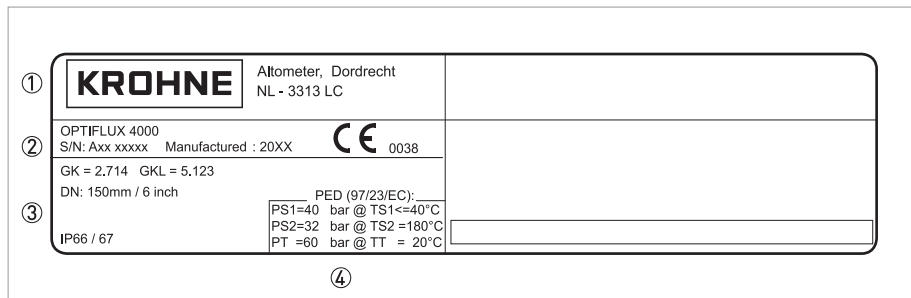 ①
KROHNE
Altometer, Dordrecht
NL - 3313 LC
②
OPTIFLUX 4000
S/N: Axx xxxxx Manufactured : 20XX
CE 0038
③
GK = 2.714 GKL = 5.123
DN: 150mm / 6 inch
IP66 / 67
PED (97/23/EC):
PS1=40 bar @ TS1<=40°C
PS2=32 bar @ TS2 =180°C
PT =60 bar @ TT = 20°C
④